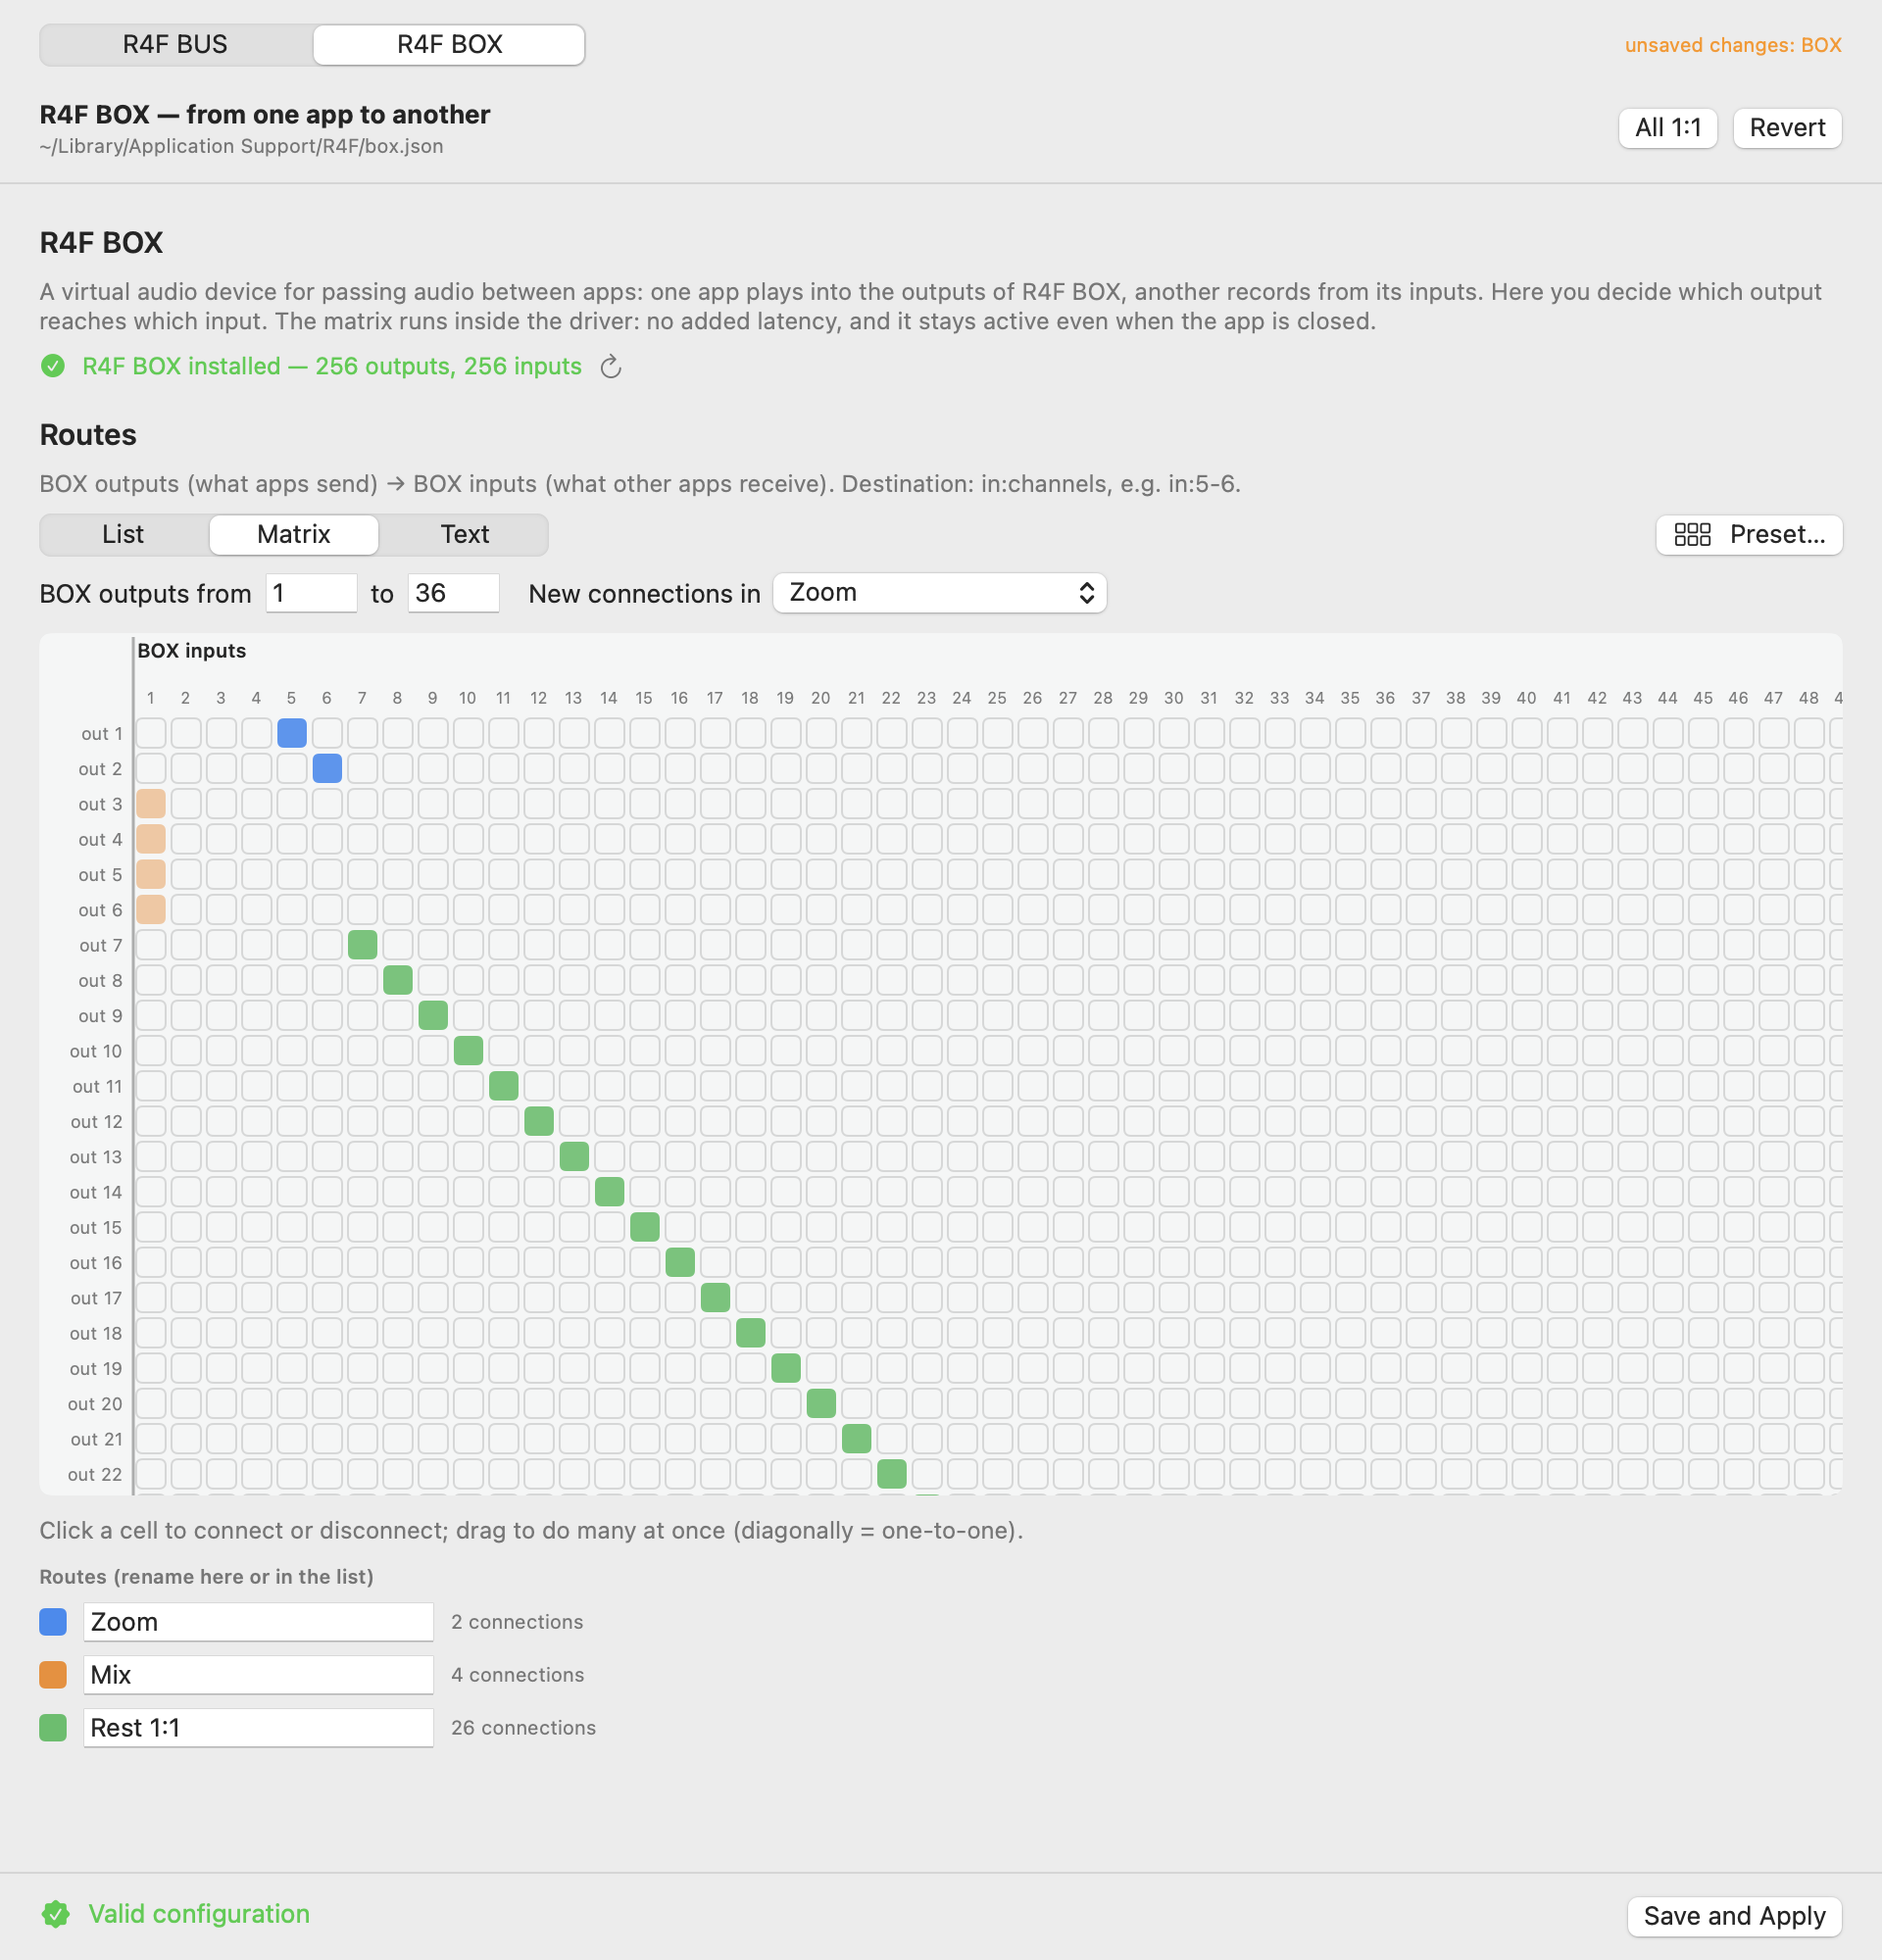 R4F BUS
R4F BOX
unsaved changes: BOX
R4F BOX — from one app to another
~/Library/Application Support/R4F/box.json
All 1:1
Revert
R4F BOX
A virtual audio device for passing audio between apps: one app plays into the outputs of R4F BOX, another records from its inputs. Here you decide which output
reaches which input. The matrix runs inside the driver: no added latency, and it stays active even when the app is closed.
R4F BOX installed — 256 outputs, 256 inputs
Routes
BOX outputs (what apps send) → BOX inputs (what other apps receive). Destination: in:channels, e.g. in:5-6.
List
Matrix
Text
Preset...
BOX outputs from 1 to 36 New connections in Zoom
BOX inputs
1 2 3 4 5 6 7 8 9 10 11 12 13 14 15 16 17 18 19 20 21 22 23 24 25 26 27 28 29 30 31 32 33 34 35 36 37 38 39 40 41 42 43 44 45 46 47 48
out 1
out 2
out 3
out 4
out 5
out 6
out 7
out 8
out 9
out 10
out 11
out 12
out 13
out 14
out 15
out 16
out 17
out 18
out 19
out 20
out 21
out 22
Click a cell to connect or disconnect; drag to do many at once (diagonally = one-to-one).
Routes (rename here or in the list)
Zoom 2 connections
Mix 4 connections
Rest 1:1 26 connections
Valid configuration
Save and Apply